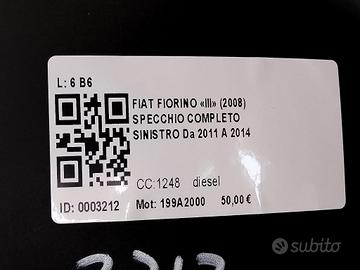 L: 6 B6
FIAT FIORINO «III» (2008)
SPECCHIO COMPLETO
SINISTRO Da 2011 A 2014
CC:1248 diesel
ID: 0003212 Mot: 199A2000 50,00 €
subito